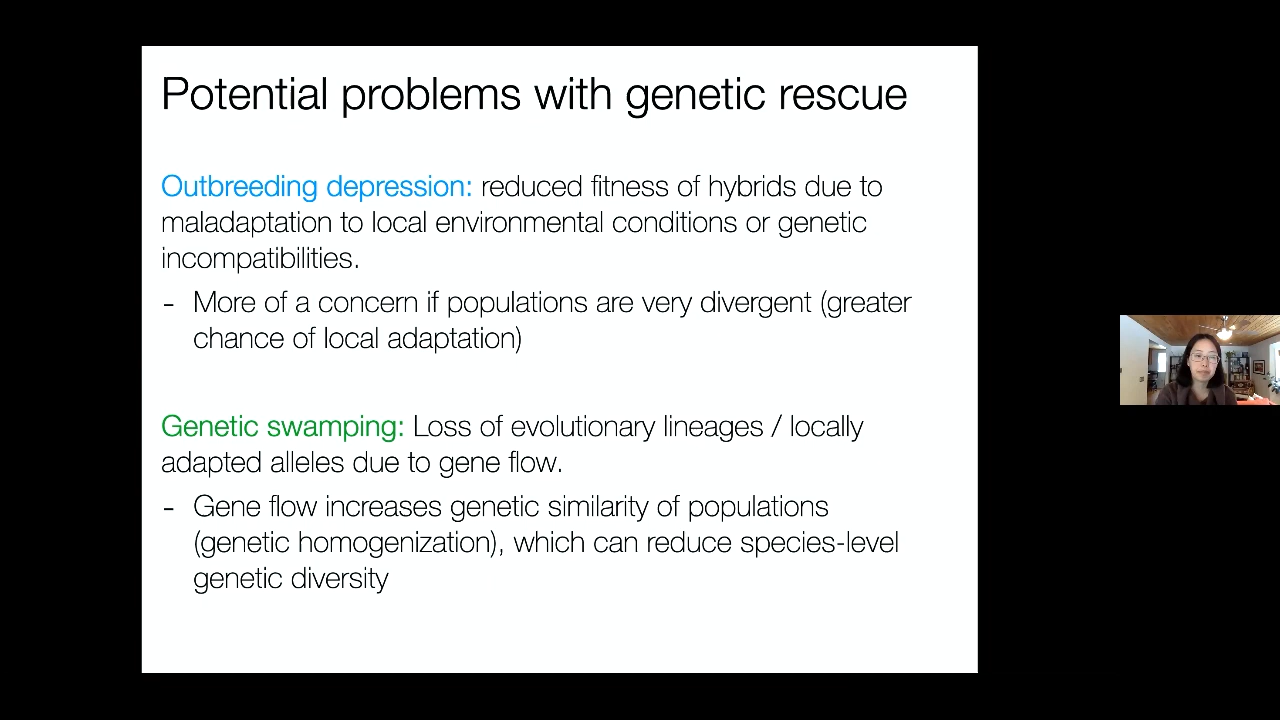 Potential problems with genetic rescue
Outbreeding depression: reduced fitness of hybrids due to
maladaptation to local environmental conditions or genetic
incompatibilities.
- More of a concern if populations are very divergent (greater
chance of local adaptation)
Genetic swamping: Loss of evolutionary lineages / locally
adapted alleles due to gene flow.
- Gene flow increases genetic similarity of populations
(genetic homogenization), which can reduce species-level
genetic diversity